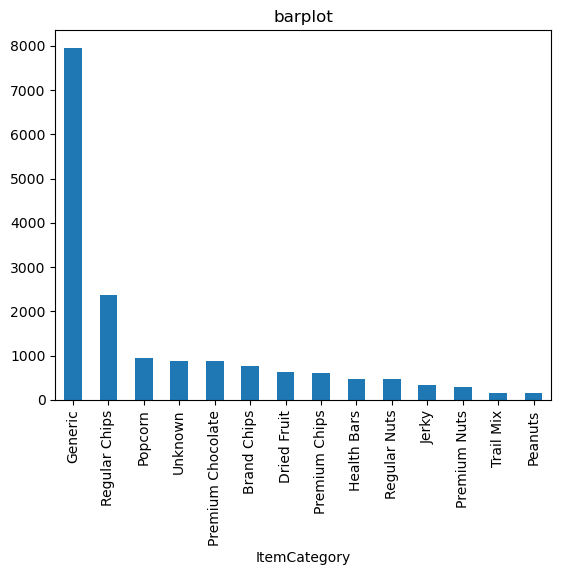 barplot
8000
7000
6000
5000
4000
3000
2000
1000
0
Generic
Regular Chips
Popcorn
Unknown
Premium Chocolate
Brand Chips
Dried Fruit
Premium Chips
Health Bars
Regular Nuts
Jerky
Premium Nuts
Trail Mix
Peanuts
ItemCategory